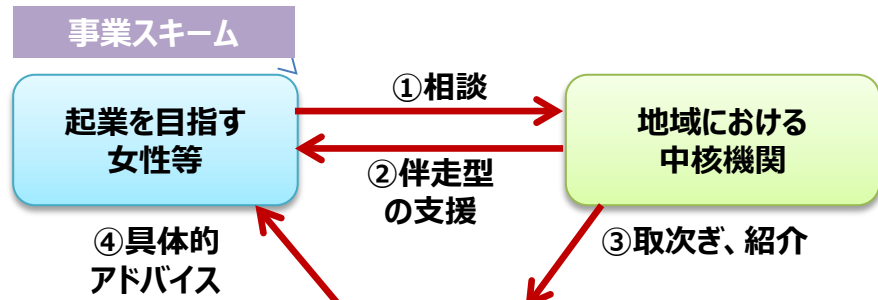 事業スキーム
起業を目指す
女性等
①相談
地域における
中核機関
②伴走型
の支援
④具体的
アドバイス
③取次ぎ、紹介